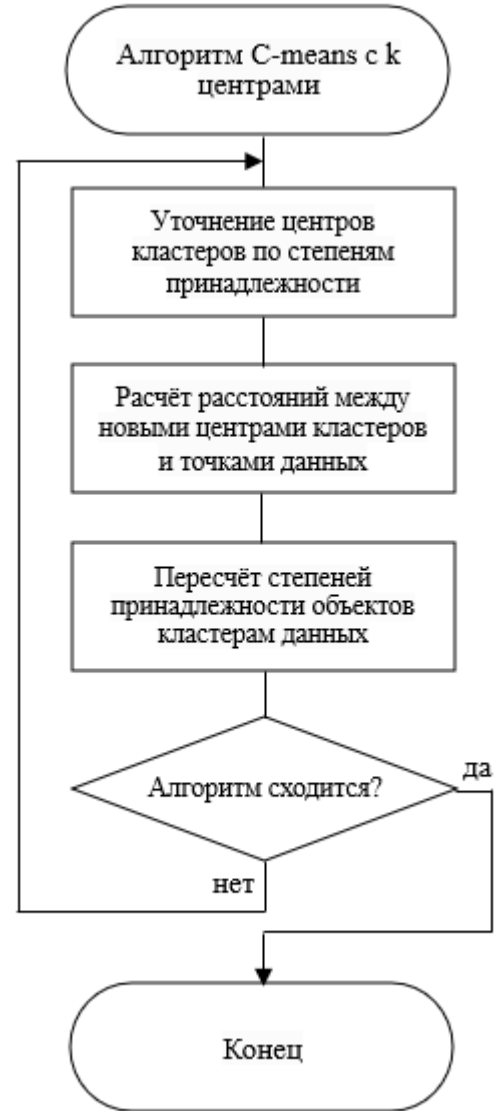 Алгоритм C-means с k
центрами
Уточнение центров
кластеров по степеням
принадлежности
Расчёт расстояний между
новыми центрами кластеров
и точками данных
Пересчёт степеней
принадлежности объектов
кластерам данных
Алгоритм сходится?
да
нет
Конец